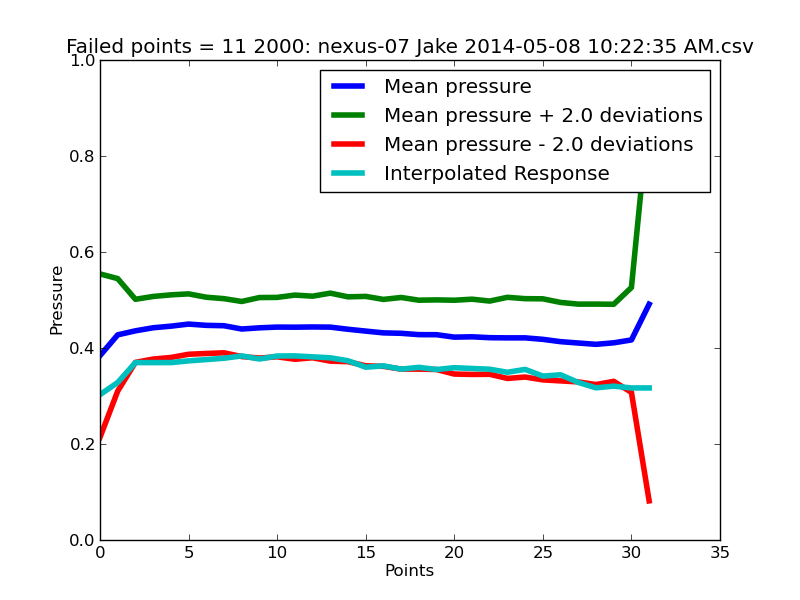 Failed points = 11 2000: nexus-07 Jake 2014-05-08 10:22:35 AM.csv
Mean pressure
Mean pressure + 2.0 deviations
Mean pressure - 2.0 deviations
Interpolated Response
1.0
0.8
0.6
0.4
0.2
0.0
Pressure
0 5 10 15 20 25 30 35
Points